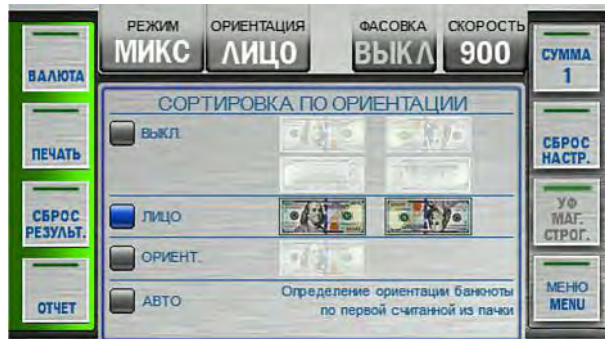 РЕЖИМ
МИКС
ОРИЕНТАЦИЯ
ЛИЦО
ФАСОВКА
ВЫКЛ
СКОРОСТЬ
900
ВАЛЮТА
ПЕЧАТЬ
СБРОС
РЕЗУЛЬТ.
ОТЧЕТ
СОРТИРОВКА ПО ОРИЕНТАЦИИ
ВЫКЛ.
ЛИЦО
ОРИЕНТ.
АВТО
Определение ориентации банкноты
по первой считанной из пачки
СУММА
1
СБРОС
НАСТР.
УФ
МАГ.
СТРОГ.
МЕНЮ
MENU